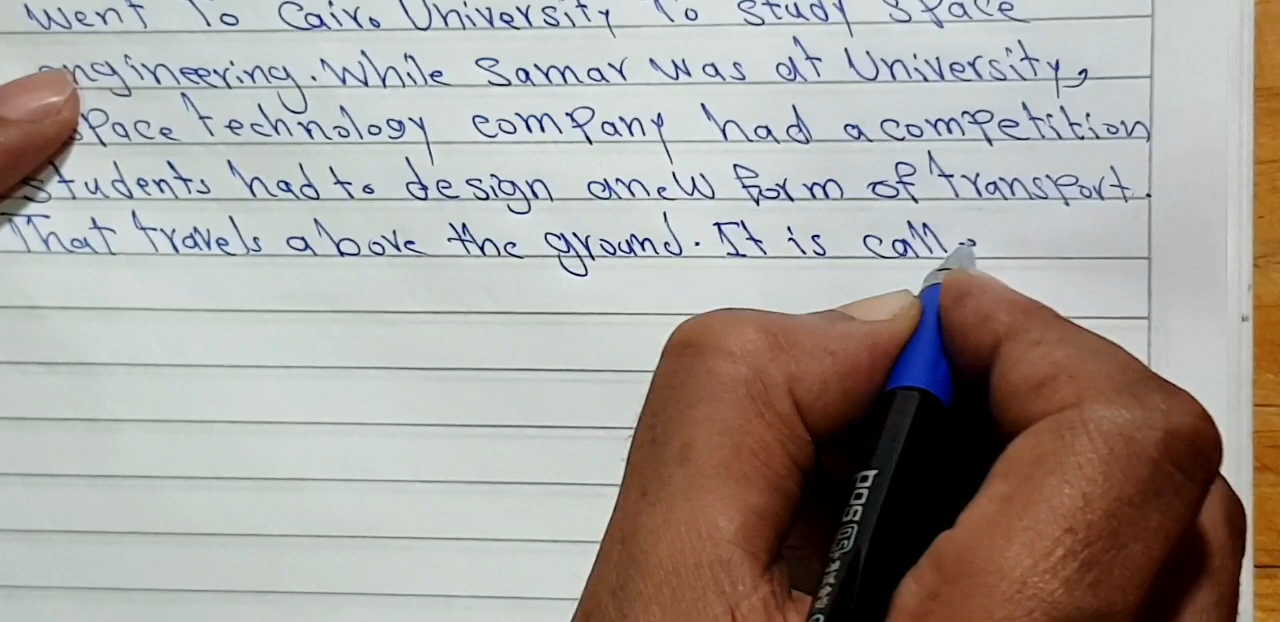 went To Cairo University To study space
engineering. While Samar was at University,
space technology company had a competition
students had to design a new form of transport.
That travels above the ground. It is call